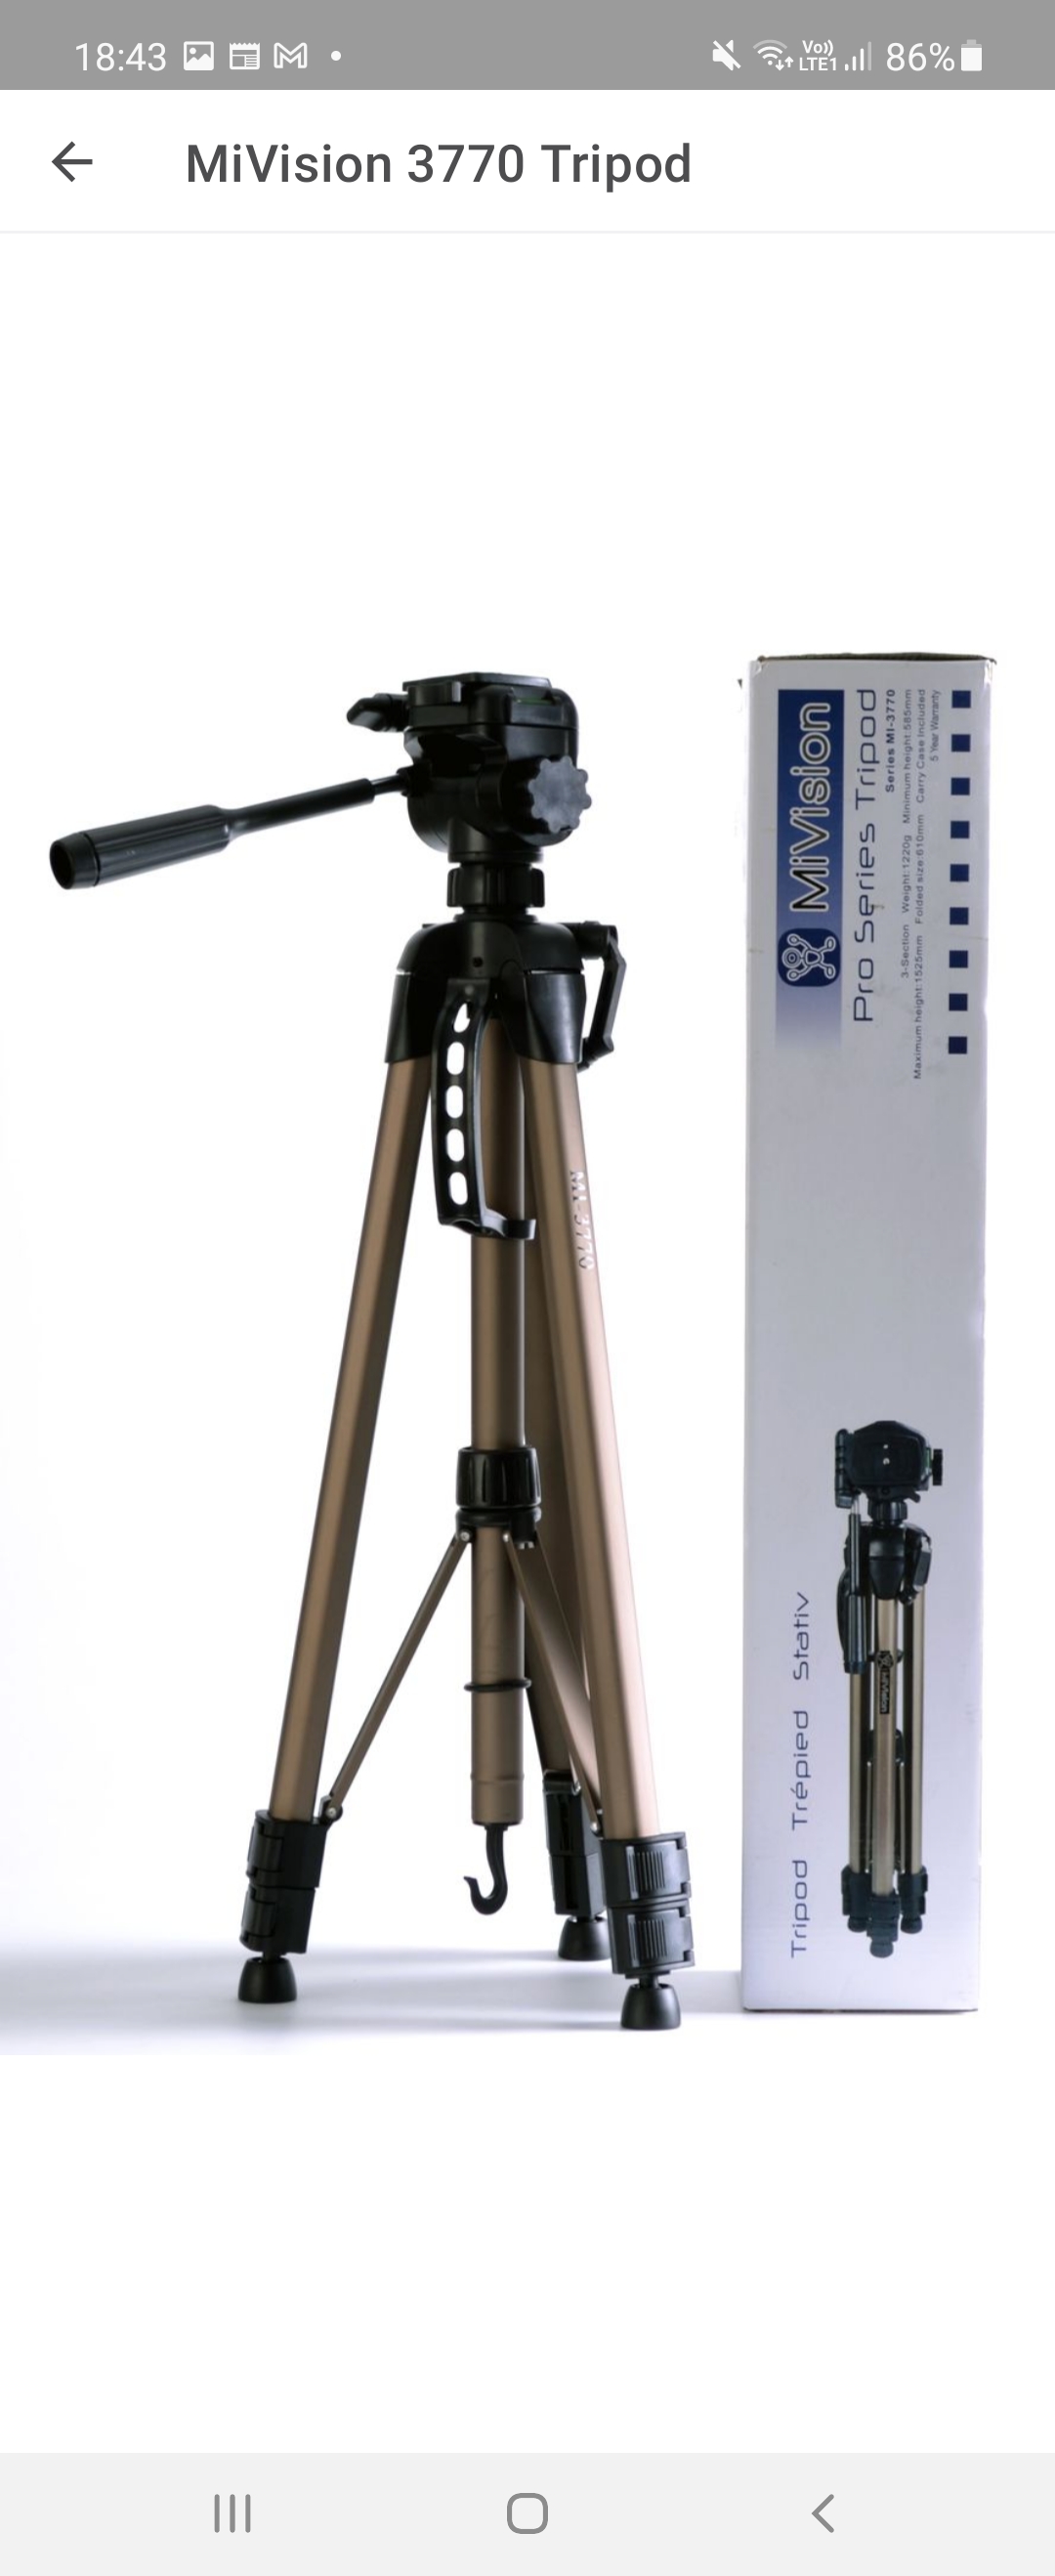 18:43
Vo))
LTE1
86%
MiVision 3770 Tripod
MiVision
Pro Series Tripod
Series MI-3770
3-Section Weight:1220g Minimum height:585mm
Maximum height:1525mm Folded size:610mm Carry Case Included
5 Year Warranty
MI-3770
Tripod Trépied Stativ
MiVision